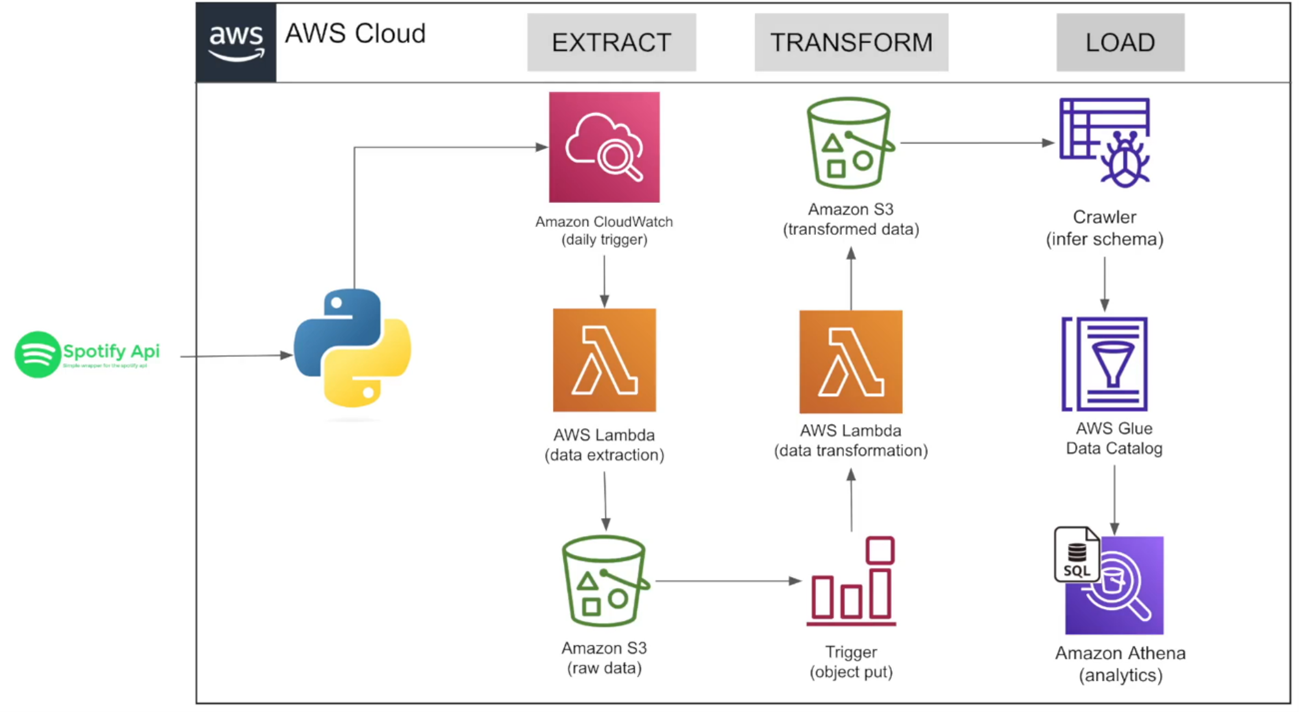 aws
AWS Cloud
EXTRACT
TRANSFORM
LOAD
Spotify Api
Simple wrapper for the spotify api
Amazon CloudWatch
(daily trigger)
AWS Lambda
(data extraction)
Amazon S3
(raw data)
Amazon S3
(transformed data)
AWS Lambda
(data transformation)
Trigger
(object put)
Crawler
(infer schema)
AWS Glue
Data Catalog
SQL
Amazon Athena
(analytics)